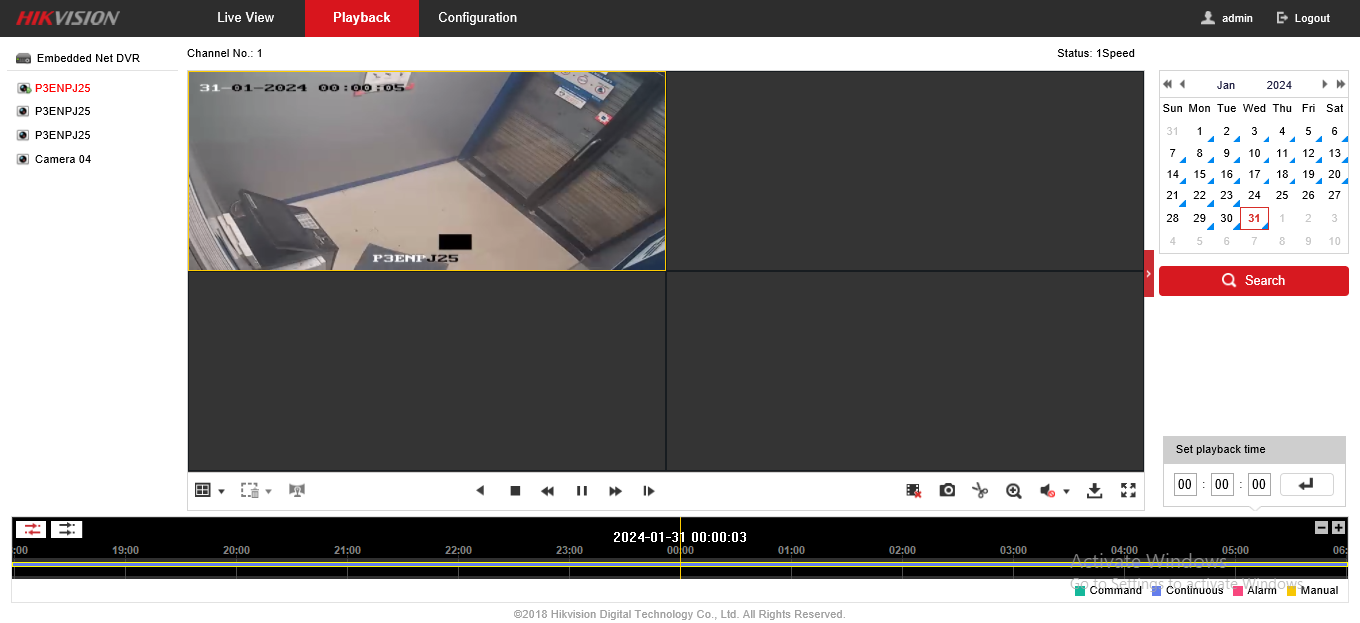 HIKVISION Live View Playback Configuration admin Logout
Embedded Net DVR
P3ENPJ25
P3ENPJ25
P3ENPJ25
Camera 04
Channel No.: 1
Status: 1Speed
31-01-2024 00:00:05
P3ENPJ25
Jan 2024
Sun Mon Tue Wed Thu Fri Sat
31 1 2 3 4 5 6
7 8 9 10 11 12 13
14 15 16 17 18 19 20
21 22 23 24 25 26 27
28 29 30 31 1 2 3
4 5 6 7 8 9 10
Search
Set playback time
00 : 00 : 00
2024-01-31 00:00:03
:00 19:00 20:00 21:00 22:00 23:00 00:00 01:00 02:00 03:00 04:00 05:00 06:
Activate Windows
Go to Settings to activate Windows.
Command Continuous Alarm Manual
©2018 Hikvision Digital Technology Co., Ltd. All Rights Reserved.